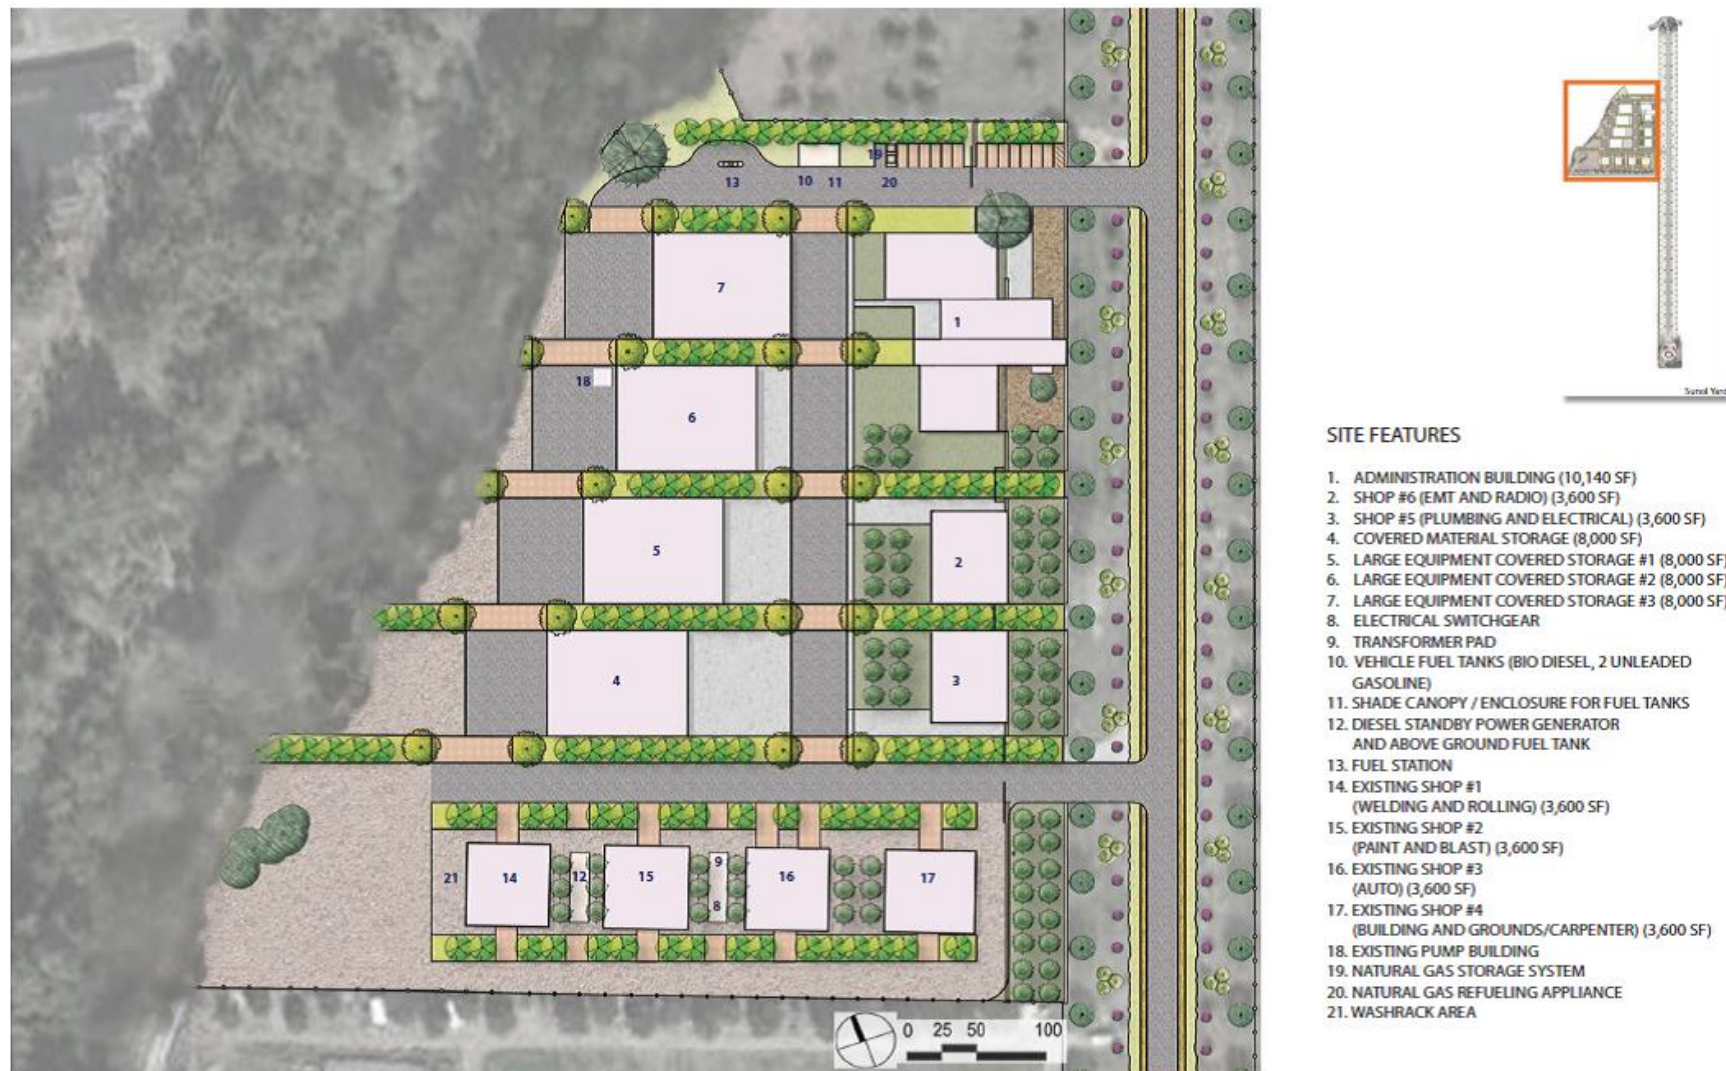 19
13
10
11
20
7
1
18
6
5
2
4
3
21
14
12
15
9
8
16
17
0 25 50 100
Sunol Yard
SITE FEATURES
1. ADMINISTRATION BUILDING (10,140 SF)
2. SHOP #6 (EMT AND RADIO) (3,600 SF)
3. SHOP #5 (PLUMBING AND ELECTRICAL) (3,600 SF)
4. COVERED MATERIAL STORAGE (8,000 SF)
5. LARGE EQUIPMENT COVERED STORAGE #1 (8,000 SF)
6. LARGE EQUIPMENT COVERED STORAGE #2 (8,000 SF)
7. LARGE EQUIPMENT COVERED STORAGE #3 (8,000 SF)
8. ELECTRICAL SWITCHGEAR
9. TRANSFORMER PAD
10. VEHICLE FUEL TANKS (BIO DIESEL, 2 UNLEADED
GASOLINE)
11. SHADE CANOPY / ENCLOSURE FOR FUEL TANKS
12. DIESEL STANDBY POWER GENERATOR
AND ABOVE GROUND FUEL TANK
13. FUEL STATION
14. EXISTING SHOP #1
(WELDING AND ROLLING) (3,600 SF)
15. EXISTING SHOP #2
(PAINT AND BLAST) (3,600 SF)
16. EXISTING SHOP #3
(AUTO) (3,600 SF)
17. EXISTING SHOP #4
(BUILDING AND GROUNDS/CARPENTER) (3,600 SF)
18. EXISTING PUMP BUILDING
19. NATURAL GAS STORAGE SYSTEM
20. NATURAL GAS REFUELING APPLIANCE
21. WASHRACK AREA